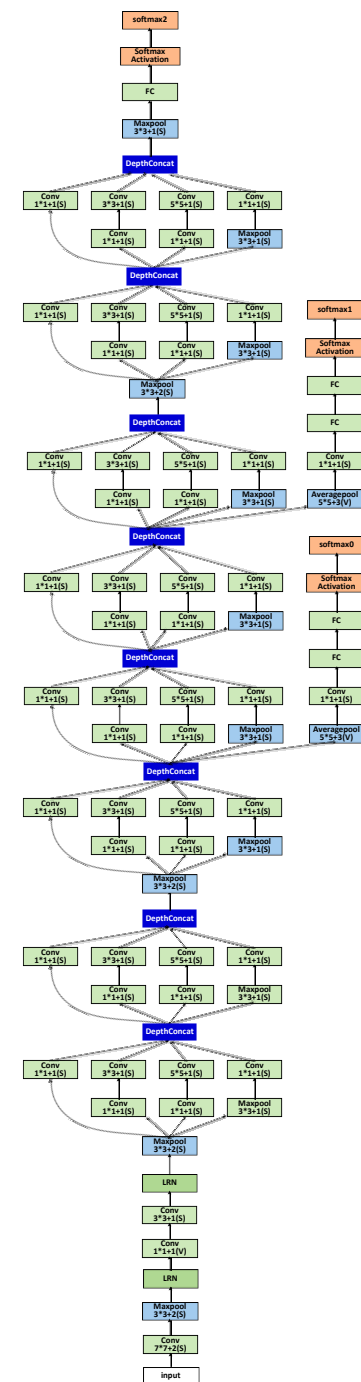 softmax2
Softmax
Activation
FC
Maxpool
3*3+1(S)
DepthConcat
Conv
1*1+1(S)
Conv
3*3+1(S)
Conv
5*5+1(S)
Conv
1*1+1(S)
Conv
1*1+1(S)
Conv
1*1+1(S)
Maxpool
3*3+1(S)
DepthConcat
Conv
1*1+1(S)
Conv
3*3+1(S)
Conv
5*5+1(S)
Conv
1*1+1(S)
softmax1
Conv
1*1+1(S)
Conv
1*1+1(S)
Maxpool
3*3+1(S)
Softmax
Activation
Maxpool
3*3+2(S)
FC
DepthConcat
FC
Conv
1*1+1(S)
Conv
3*3+1(S)
Conv
5*5+1(S)
Conv
1*1+1(S)
Conv
1*1+1(S)
Conv
1*1+1(S)
Conv
1*1+1(S)
Maxpool
3*3+1(S)
Averagepool
5*5+3(V)
DepthConcat
softmax0
Conv
1*1+1(S)
Conv
3*3+1(S)
Conv
5*5+1(S)
Conv
1*1+1(S)
Softmax
Activation
Conv
1*1+1(S)
Conv
1*1+1(S)
Maxpool
3*3+1(S)
FC
DepthConcat
FC
Conv
1*1+1(S)
Conv
3*3+1(S)
Conv
5*5+1(S)
Conv
1*1+1(S)
Conv
1*1+1(S)
Conv
1*1+1(S)
Conv
1*1+1(S)
Maxpool
3*3+1(S)
Averagepool
5*5+3(V)
DepthConcat
Conv
1*1+1(S)
Conv
3*3+1(S)
Conv
5*5+1(S)
Conv
1*1+1(S)
Conv
1*1+1(S)
Conv
1*1+1(S)
Maxpool
3*3+1(S)
Maxpool
3*3+2(S)
DepthConcat
Conv
1*1+1(S)
Conv
3*3+1(S)
Conv
5*5+1(S)
Conv
1*1+1(S)
Conv
1*1+1(S)
Conv
1*1+1(S)
Maxpool
3*3+1(S)
DepthConcat
Conv
1*1+1(S)
Conv
3*3+1(S)
Conv
5*5+1(S)
Conv
1*1+1(S)
Conv
1*1+1(S)
Conv
1*1+1(S)
Maxpool
3*3+1(S)
Maxpool
3*3+2(S)
LRN
Conv
3*3+1(S)
Conv
1*1+1(V)
LRN
Maxpool
3*3+2(S)
Conv
7*7+2(S)
input